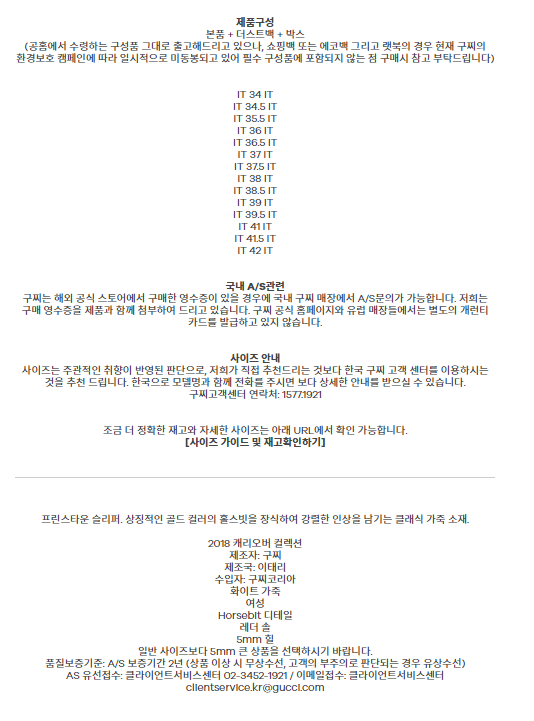 제품구성
본품 + 더스트백 + 박스
(공홈에서 수령하는 구성품 그대로 출고해드리고 있으나, 쇼핑백 또는 에코백 그리고 랫북의 경우 현재 구찌의
환경보호 캠페인에 따라 일시적으로 미동봉되고 있어 필수 구성품에 포함되지 않는 점 구매시 참고 부탁드립니다)
IT 34 IT
IT 34.5 IT
IT 35.5 IT
IT 36 IT
IT 36.5 IT
IT 37 IT
IT 37.5 IT
IT 38 IT
IT 38.5 IT
IT 39 IT
IT 39.5 IT
IT 41 IT
IT 41.5 IT
IT 42 IT
국내 A/S관련
구찌는 해외 공식 스토어에서 구매한 영수증이 있을 경우에 국내 구찌 매장에서 A/S문의가 가능합니다. 저희는
구매 영수증을 제품과 함께 첨부하여 드리고 있습니다. 구찌 공식 홈페이지와 유럽 매장들에서는 별도의 개런티
카드를 발급하고 있지 않습니다.
사이즈 안내
사이즈는 주관적인 취향이 반영된 판단으로, 저희가 직접 추천드리는 것보다 한국 구찌 고객 센터를 이용하시는
것을 추천 드립니다. 한국으로 모델명과 함께 전화를 주시면 보다 상세한 안내를 받으실 수 있습니다.
구찌고객센터 연락처: 1577.1921
조금 더 정확한 재고와 자세한 사이즈는 아래 URL에서 확인 가능합니다.
[사이즈 가이드 및 재고확인하기]
프린스타운 슬리퍼. 상징적인 골드 컬러의 홀스빗을 장식하여 강렬한 인상을 남기는 클래식 가죽 소재.
2018 캐리오버 컬렉션
제조자: 구찌
제조국: 이태리
수입자: 구찌코리아
화이트 가죽
여성
Horsebit 디테일
레더 솔
5mm 힐
일반 사이즈보다 5mm 큰 상품을 선택하시기 바랍니다.
품질보증기준: A/S 보증기간 2년 (상품 이상 시 무상수선, 고객의 부주의로 판단되는 경우 유상수선)
AS 유선접수: 클라이언트서비스센터 02-3452-1921 / 이메일접수: 클라이언트서비스센터
clientservice.kr@gucci.com